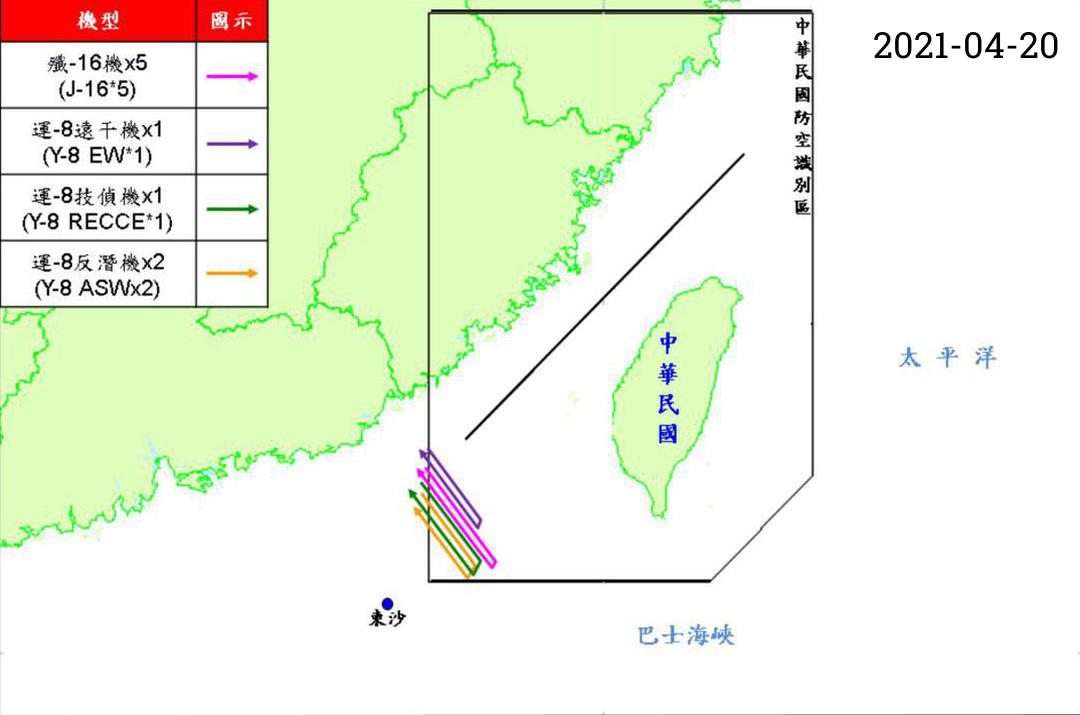 機型 圖示
殲-16機x5
(J-16*5)
運-8遠干機x1
(Y-8 EW*1)
運-8技偵機x1
(Y-8 RECCE*1)
運-8反潛機x2
(Y-8 ASWx2)
2021-04-20
中華民國防空識別區
中華民國
太平洋
東沙
巴士海峽